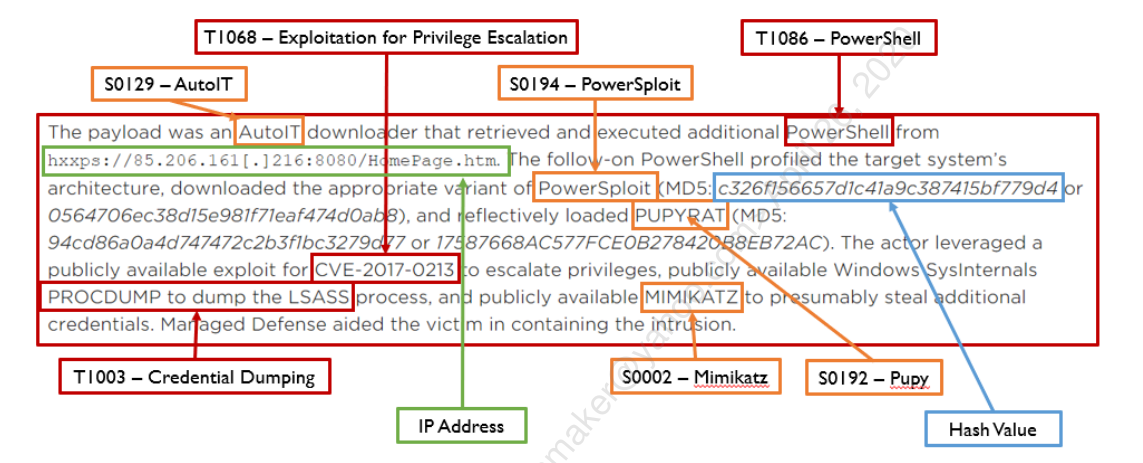 T1068 – Exploitation for Privilege Escalation
T1086 – PowerShell
S0129 – AutoIT
S0194 – PowerSploit
The payload was an AutoIT downloader that retrieved and executed additional PowerShell from
hxxps://85.206.161[.]216:8080/HomePage.htm. The follow-on PowerShell profiled the target system's
architecture, downloaded the appropriate variant of PowerSploit (MD5: c326f156657d1c41a9c387415bf779d4 or
0564706ec38d15e981f71eaf474d0ab8), and reflectively loaded PUPYRAT (MD5:
94cd86a0a4d747472c2b3f1bc3279d77 or 17587668AC577FCE0B278420B8EB72AC). The actor leveraged a
publicly available exploit for CVE-2017-0213 to escalate privileges, publicly available Windows SysInternals
PROCDUMP to dump the LSASS process, and publicly available MIMIKATZ to presumably steal additional
credentials. Managed Defense aided the victim in containing the intrusion.
T1003 – Credential Dumping
S0002 – Mimikatz
S0192 – Pupy
IP Address
Hash Value